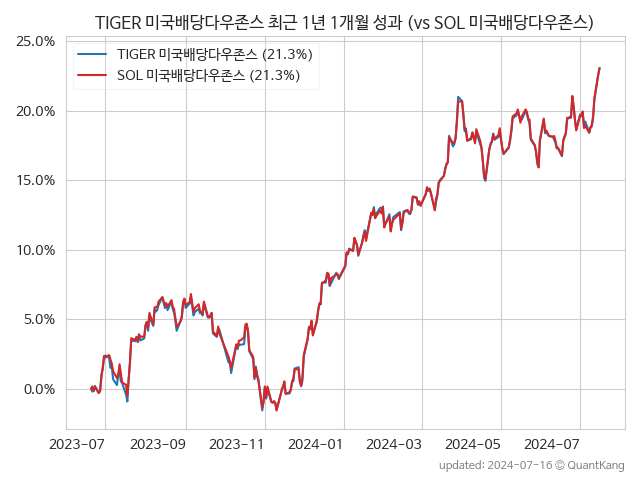 TIGER 미국배당다우존스 최근 1년 1개월 성과 (vs SOL 미국배당다우존스)
25.0%
20.0%
15.0%
10.0%
5.0%
0.0%
TIGER 미국배당다우존스 (21.3%)
SOL 미국배당다우존스 (21.3%)
2023-07 2023-09 2023-11 2024-01 2024-03 2024-05 2024-07
updated: 2024-07-16 © QuantKang